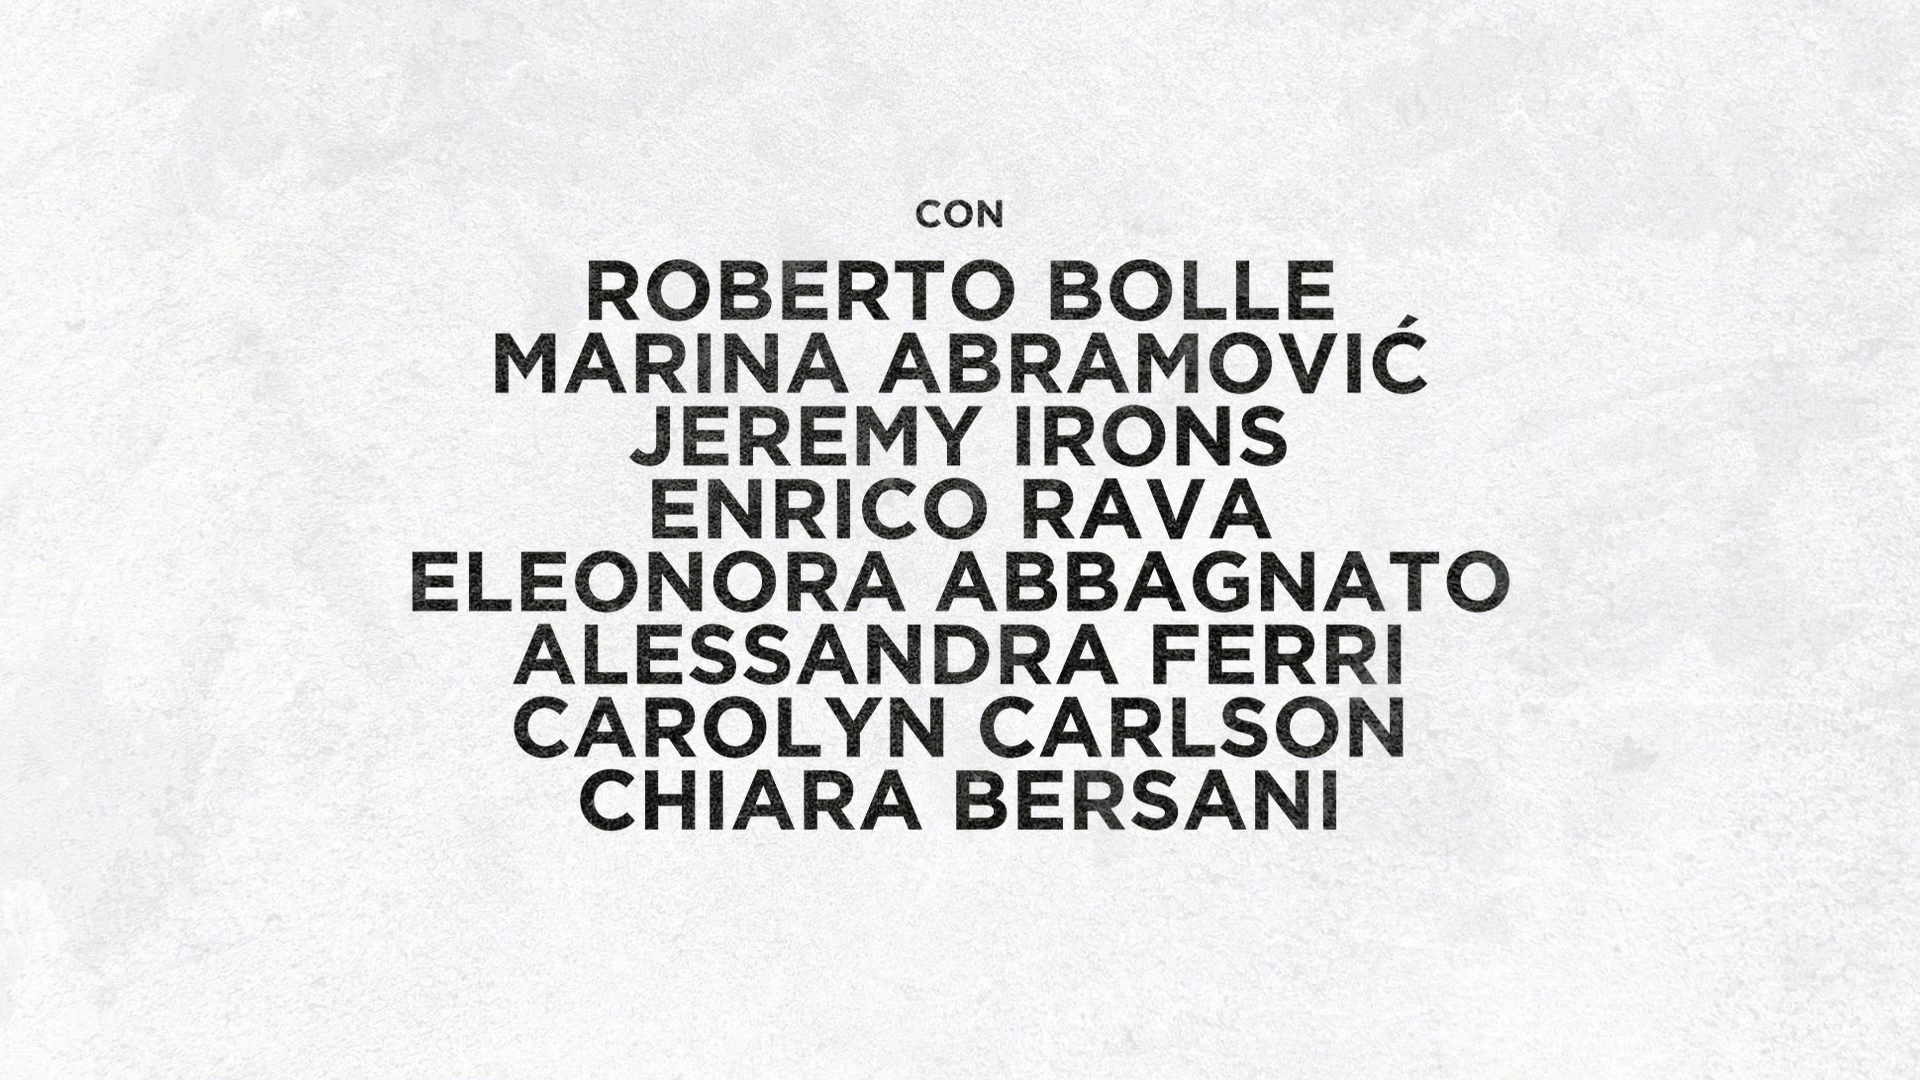 CON
ROBERTO BOLLE
MARINA ABRAMOVIĆ
JEREMY IRONS
ENRICO RAVA
ELEONORA ABBAGNATO
ALESSANDRA FERRI
CAROLYN CARLSON
CHIARA BERSANI